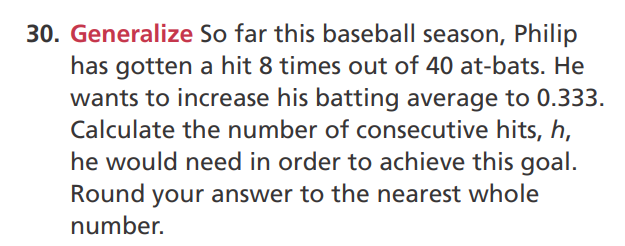 30. Generalize So far this baseball season, Philip
has gotten a hit 8 times out of 40 at-bats. He
wants to increase his batting average to 0.333.
Calculate the number of consecutive hits, h,
he would need in order to achieve this goal.
Round your answer to the nearest whole
number.